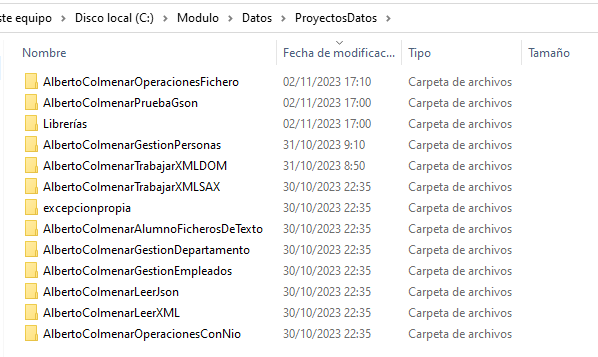 ste equipo > Disco local (C:) > Modulo > Datos > ProyectosDatos >
Nombre Fecha de modificac... Tipo Tamaño
AlbertoColmenarOperacionesFichero 02/11/2023 17:10 Carpeta de archivos
AlbertoColmenarPruebaGson 02/11/2023 17:00 Carpeta de archivos
Librerías 02/11/2023 17:00 Carpeta de archivos
AlbertoColmenarGestionPersonas 31/10/2023 9:10 Carpeta de archivos
AlbertoColmenarTrabajarXMLDOM 31/10/2023 8:50 Carpeta de archivos
AlbertoColmenarTrabajarXMLSAX 30/10/2023 22:35 Carpeta de archivos
excepcionpropia 30/10/2023 22:35 Carpeta de archivos
AlbertoColmenarAlumnoFicherosDeTexto 30/10/2023 22:35 Carpeta de archivos
AlbertoColmenarGestionDepartamento 30/10/2023 22:35 Carpeta de archivos
AlbertoColmenarGestionEmpleados 30/10/2023 22:35 Carpeta de archivos
AlbertoColmenarLeerJson 30/10/2023 22:35 Carpeta de archivos
AlbertoColmenarLeerXML 30/10/2023 22:35 Carpeta de archivos
AlbertoColmenarOperacionesConNio 30/10/2023 22:35 Carpeta de archivos